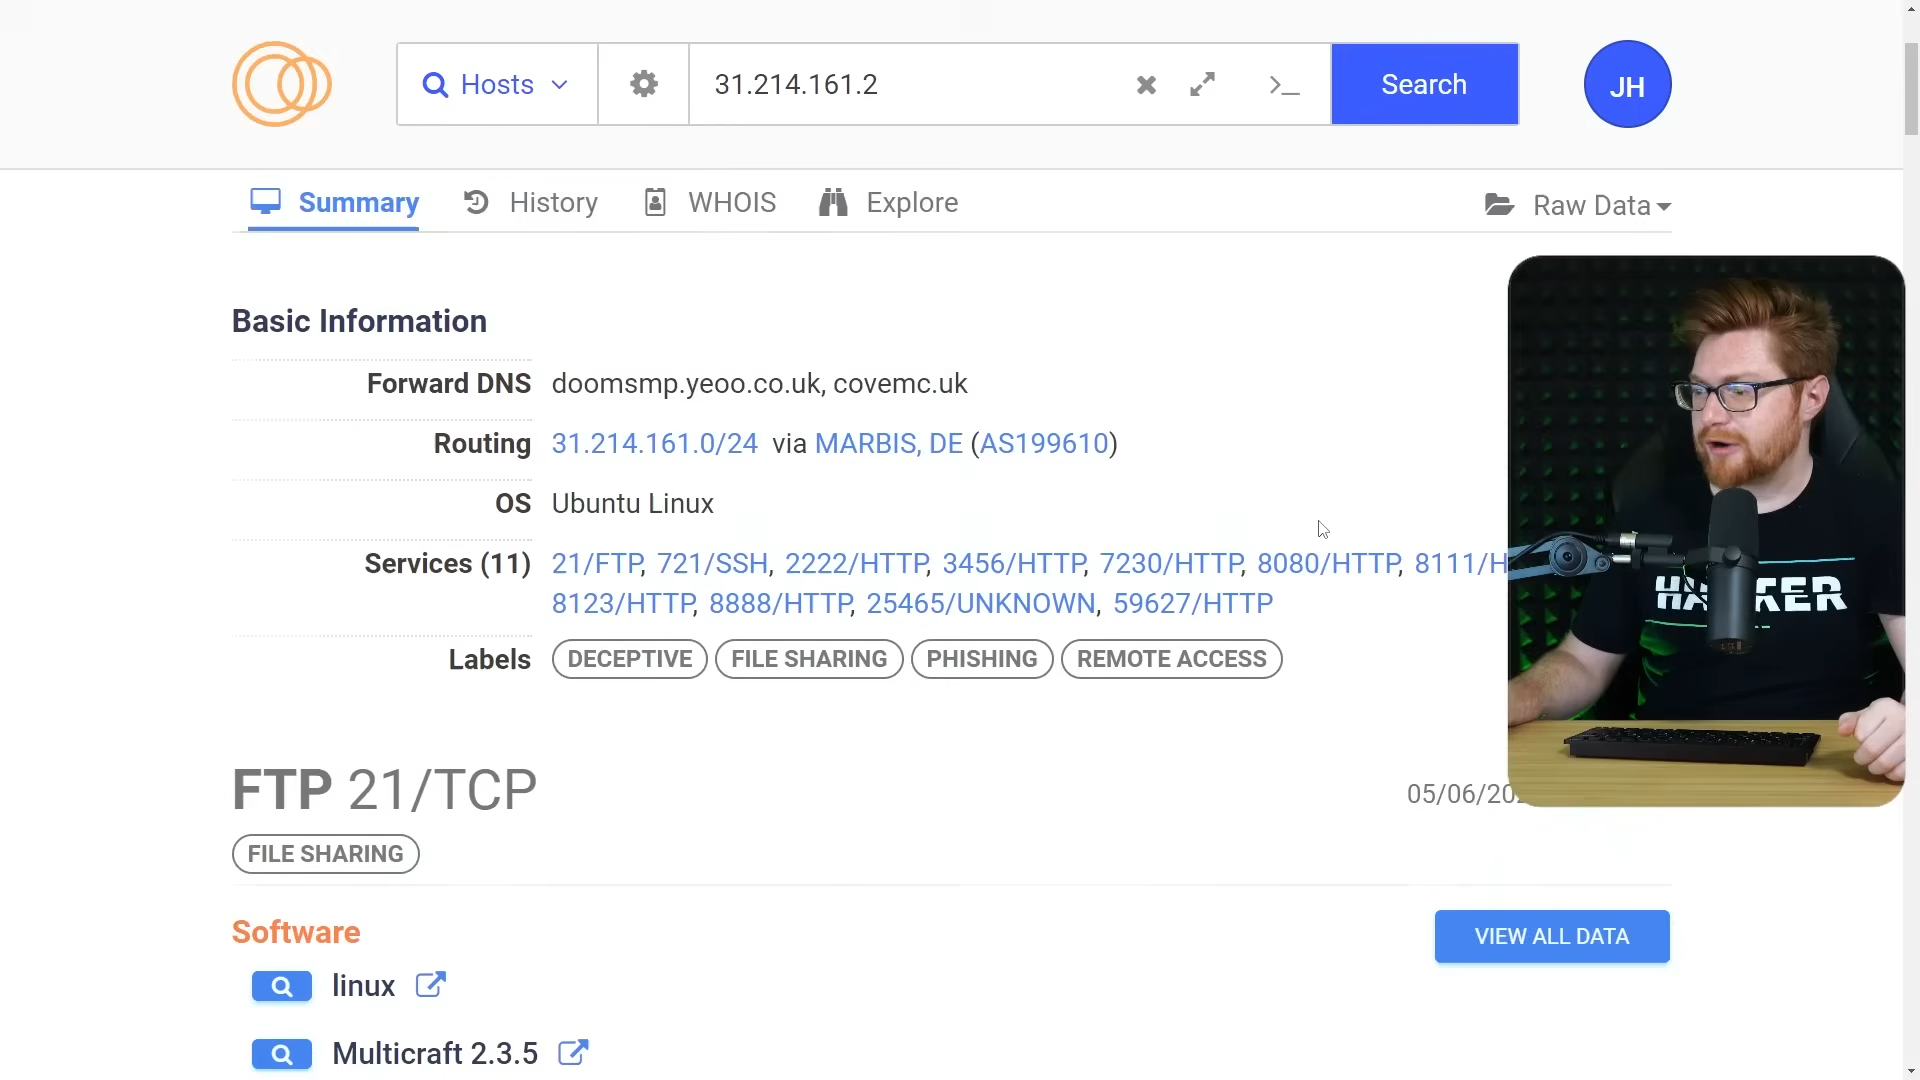 Hosts
31.214.161.2
>_
Search
JH
Summary
History
WHOIS
Explore
Raw Data
Basic Information
Forward DNS
doomsmp.yeoo.co.uk, covemc.uk
Routing
31.214.161.0/24 via MARBIS, DE (AS199610)
OS
Ubuntu Linux
Services (11)
21/FTP, 721/SSH, 2222/HTTP, 3456/HTTP, 7230/HTTP, 8080/HTTP, 8111/H
8123/HTTP, 8888/HTTP, 25465/UNKNOWN, 59627/HTTP
Labels
DECEPTIVE
FILE SHARING
PHISHING
REMOTE ACCESS
FTP 21/TCP
05/06/202
FILE SHARING
Software
VIEW ALL DATA
linux
Multicraft 2.3.5